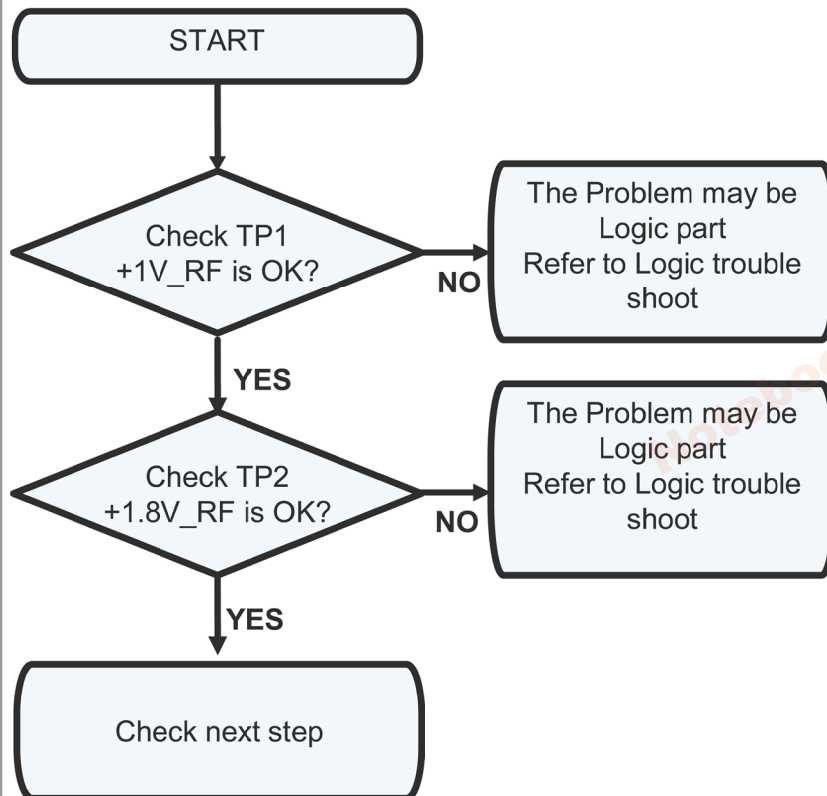 START
Check TP1
+1V_RF is OK?
NO
The Problem may be
Logic part
Refer to Logic trouble
shoot
YES
Check TP2
+1.8V_RF is OK?
NO
The Problem may be
Logic part
Refer to Logic trouble
shoot
YES
Check next step